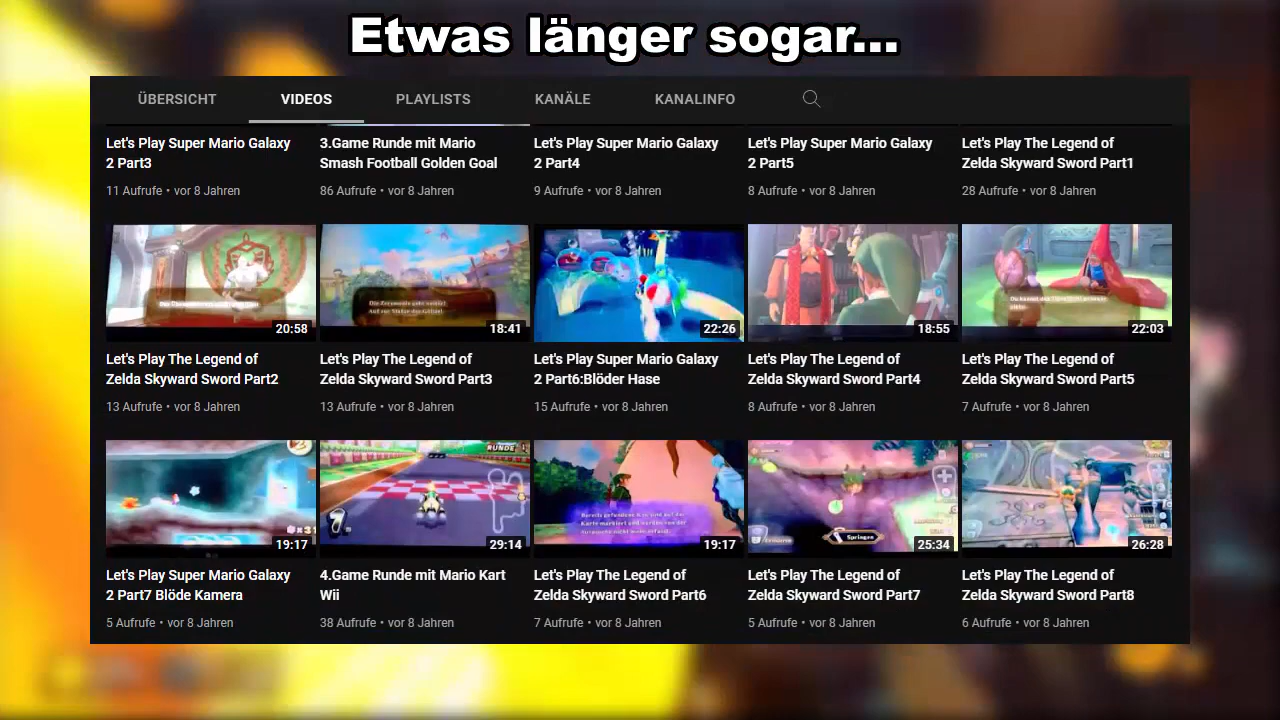 Etwas länger sogar...
ÜBERSICHT VIDEOS PLAYLISTS KANÄLE KANALINFO
Let's Play Super Mario Galaxy
2 Part3
11 Aufrufe • vor 8 Jahren
3.Game Runde mit Mario
Smash Football Golden Goal
86 Aufrufe • vor 8 Jahren
Let's Play Super Mario Galaxy
2 Part4
9 Aufrufe • vor 8 Jahren
Let's Play Super Mario Galaxy
2 Part5
8 Aufrufe • vor 8 Jahren
Let's Play The Legend of
Zelda Skyward Sword Part1
28 Aufrufe • vor 8 Jahren
20:58
Let's Play The Legend of
Zelda Skyward Sword Part2
13 Aufrufe • vor 8 Jahren
18:41
Let's Play The Legend of
Zelda Skyward Sword Part3
13 Aufrufe • vor 8 Jahren
22:26
Let's Play Super Mario Galaxy
2 Part6:Blöder Hase
15 Aufrufe • vor 8 Jahren
18:55
Let's Play The Legend of
Zelda Skyward Sword Part4
8 Aufrufe • vor 8 Jahren
22:03
Let's Play The Legend of
Zelda Skyward Sword Part5
7 Aufrufe • vor 8 Jahren
19:17
Let's Play Super Mario Galaxy
2 Part7 Blöde Kamera
5 Aufrufe • vor 8 Jahren
RUNDE
29:14
4.Game Runde mit Mario Kart
Wii
38 Aufrufe • vor 8 Jahren
19:17
Let's Play The Legend of
Zelda Skyward Sword Part6
7 Aufrufe • vor 8 Jahren
Springen
25:34
Let's Play The Legend of
Zelda Skyward Sword Part7
5 Aufrufe • vor 8 Jahren
26:28
Let's Play The Legend of
Zelda Skyward Sword Part8
6 Aufrufe • vor 8 Jahren